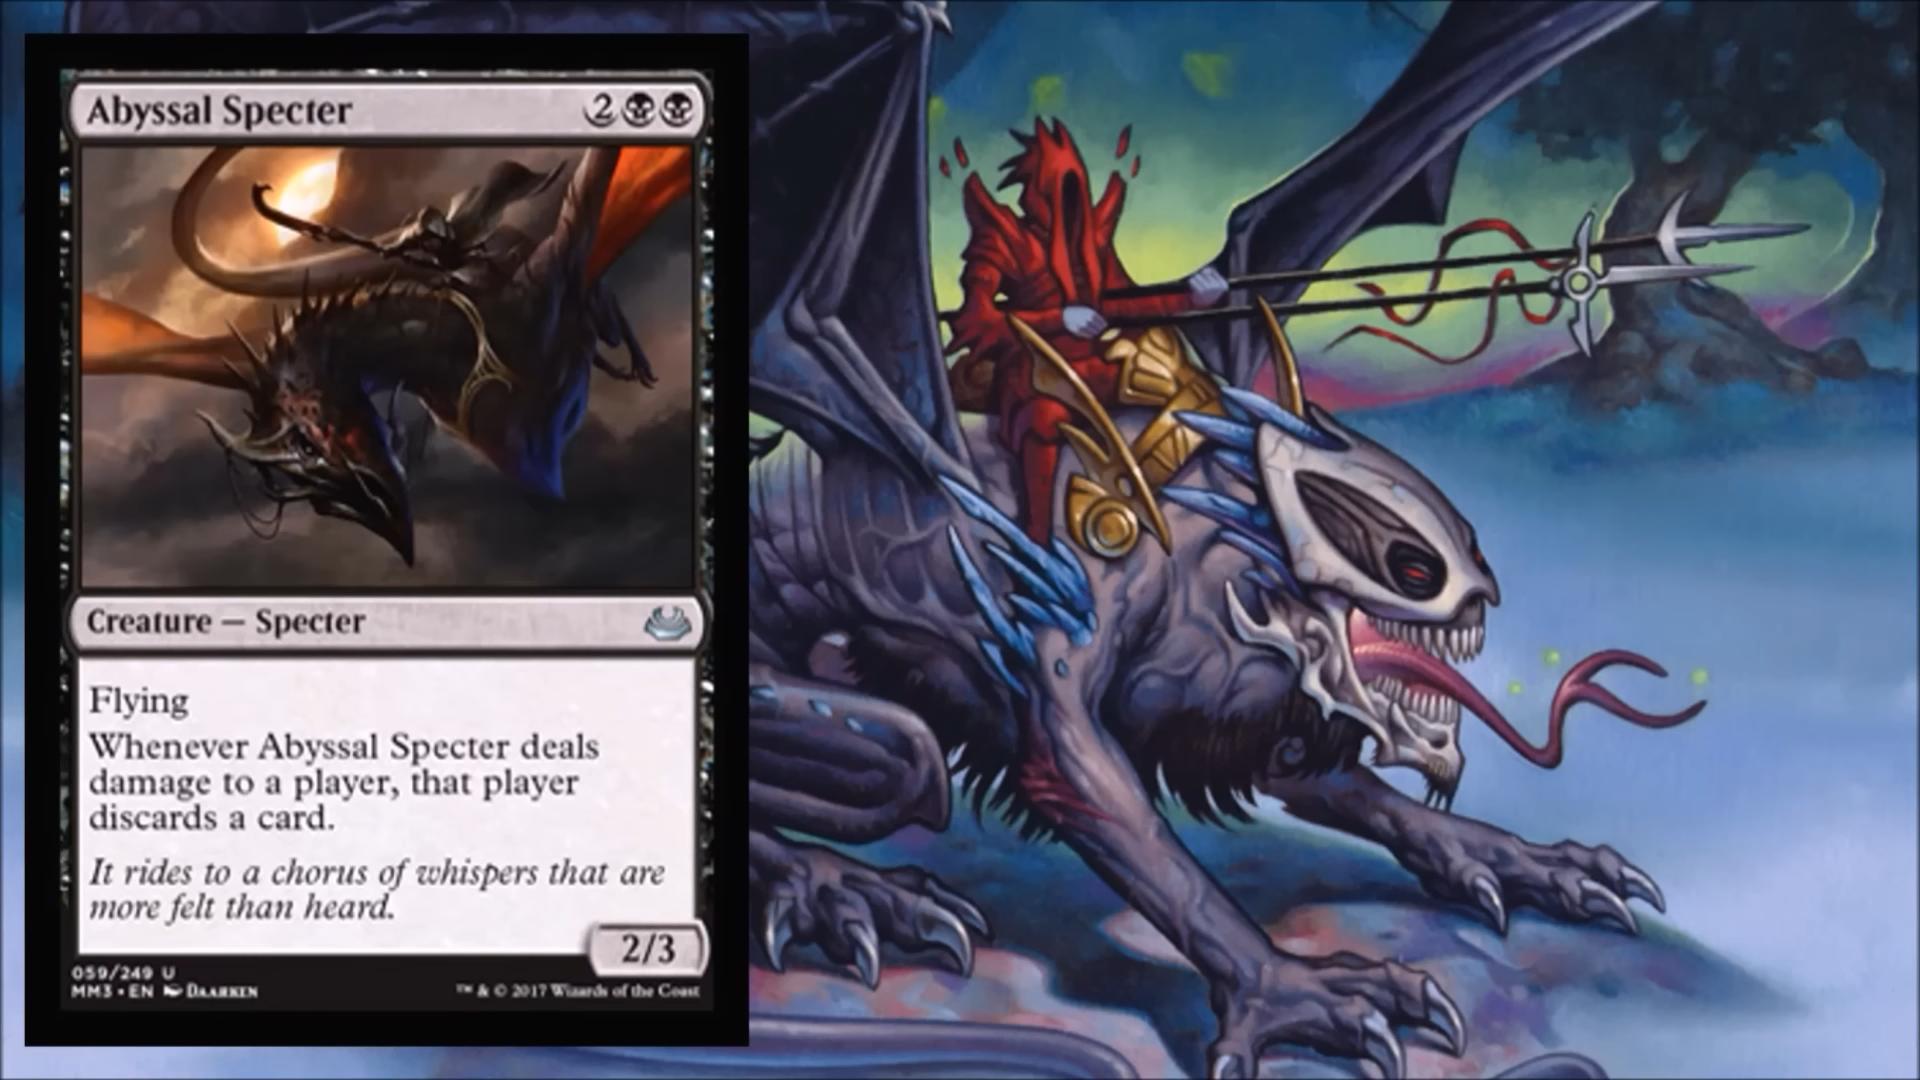 Abyssal Specter 2
Creature — Specter
Flying
Whenever Abyssal Specter deals
damage to a player, that player
discards a card.
It rides to a chorus of whispers that are
more felt than heard.
2/3
059/249 U
MM3 • EN DAARKEN
™ & © 2017 Wizards of the Coast